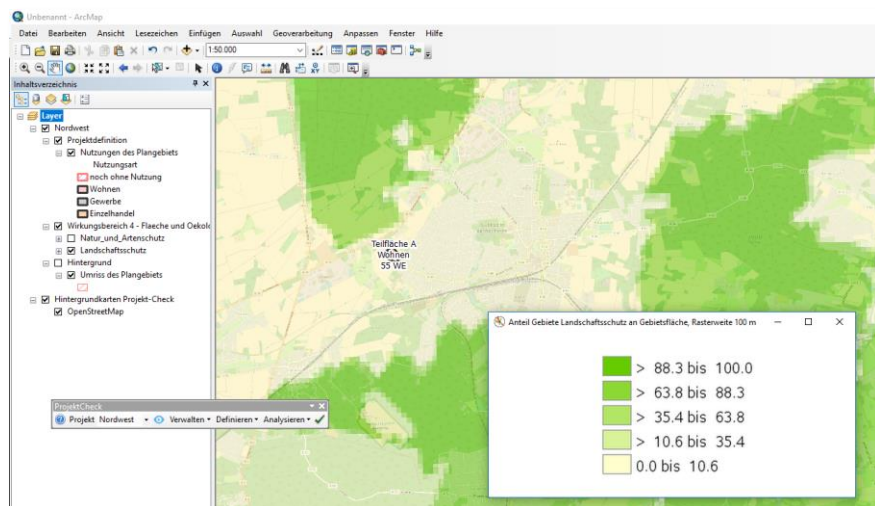 Unbenannt - ArcMap
Datei Bearbeiten Ansicht Lesezeichen Einfügen Auswahl Geoverarbeitung Anpassen Fenster Hilfe
1:50.000
Inhaltsverzeichnis
Layer
Nordwest
Projektdefinition
Nutzungen des Plangebiets
Nutzungsart
noch ohne Nutzung
Wohnen
Gewerbe
Einzelhandel
Wirkungsbereich 4 - Flaeche und Oekolo
Natur_und_Artenschutz
Landschaftsschutz
Hintergrund
Umriss des Plangebiets
Hintergrundkarten Projekt-Check
OpenStreetMap
Teilfläche A
Wohnen
55 WE
ProjektCheck
Projekt Nordwest Verwalten Definieren Analysieren
Anteil Gebiete Landschaftsschutz an Gebietsfläche, Rasterweite 100 m
> 88.3 bis 100.0
> 63.8 bis 88.3
> 35.4 bis 63.8
> 10.6 bis 35.4
0.0 bis 10.6